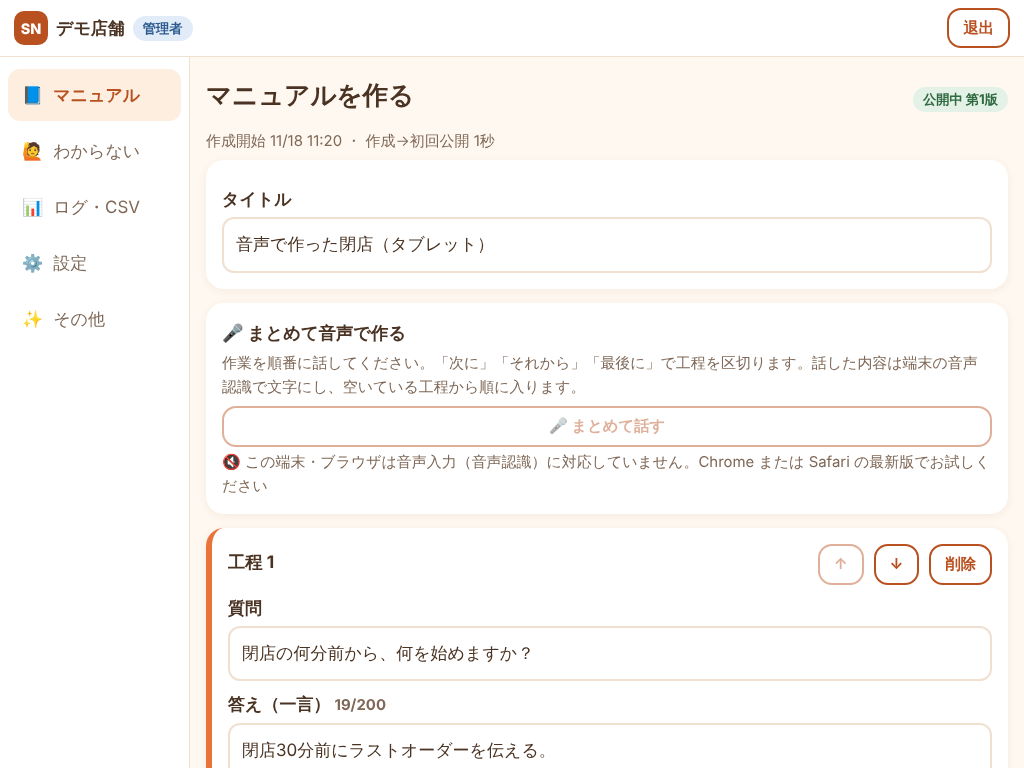 SN デモ店舗 管理者 退出
マニュアル
わからない
ログ・CSV
設定
その他
マニュアルを作る
公開中 第1版
作成開始 11/18 11:20 ・ 作成→初回公開 1秒
タイトル
音声で作った閉店（タブレット）
まとめて音声で作る
作業を順番に話してください。「次に」「それから」「最後に」で工程を区切ります。話した内容は端末の音声
認識で文字にし、空いている工程から順に入ります。
まとめて話す
この端末・ブラウザは音声入力（音声認識）に対応していません。Chrome または Safari の最新版でお試しく
ださい
工程 1
↑ ↓ 削除
質問
閉店の何分前から、何を始めますか？
答え（一言） 19/200
閉店30分前にラストオーダーを伝える。